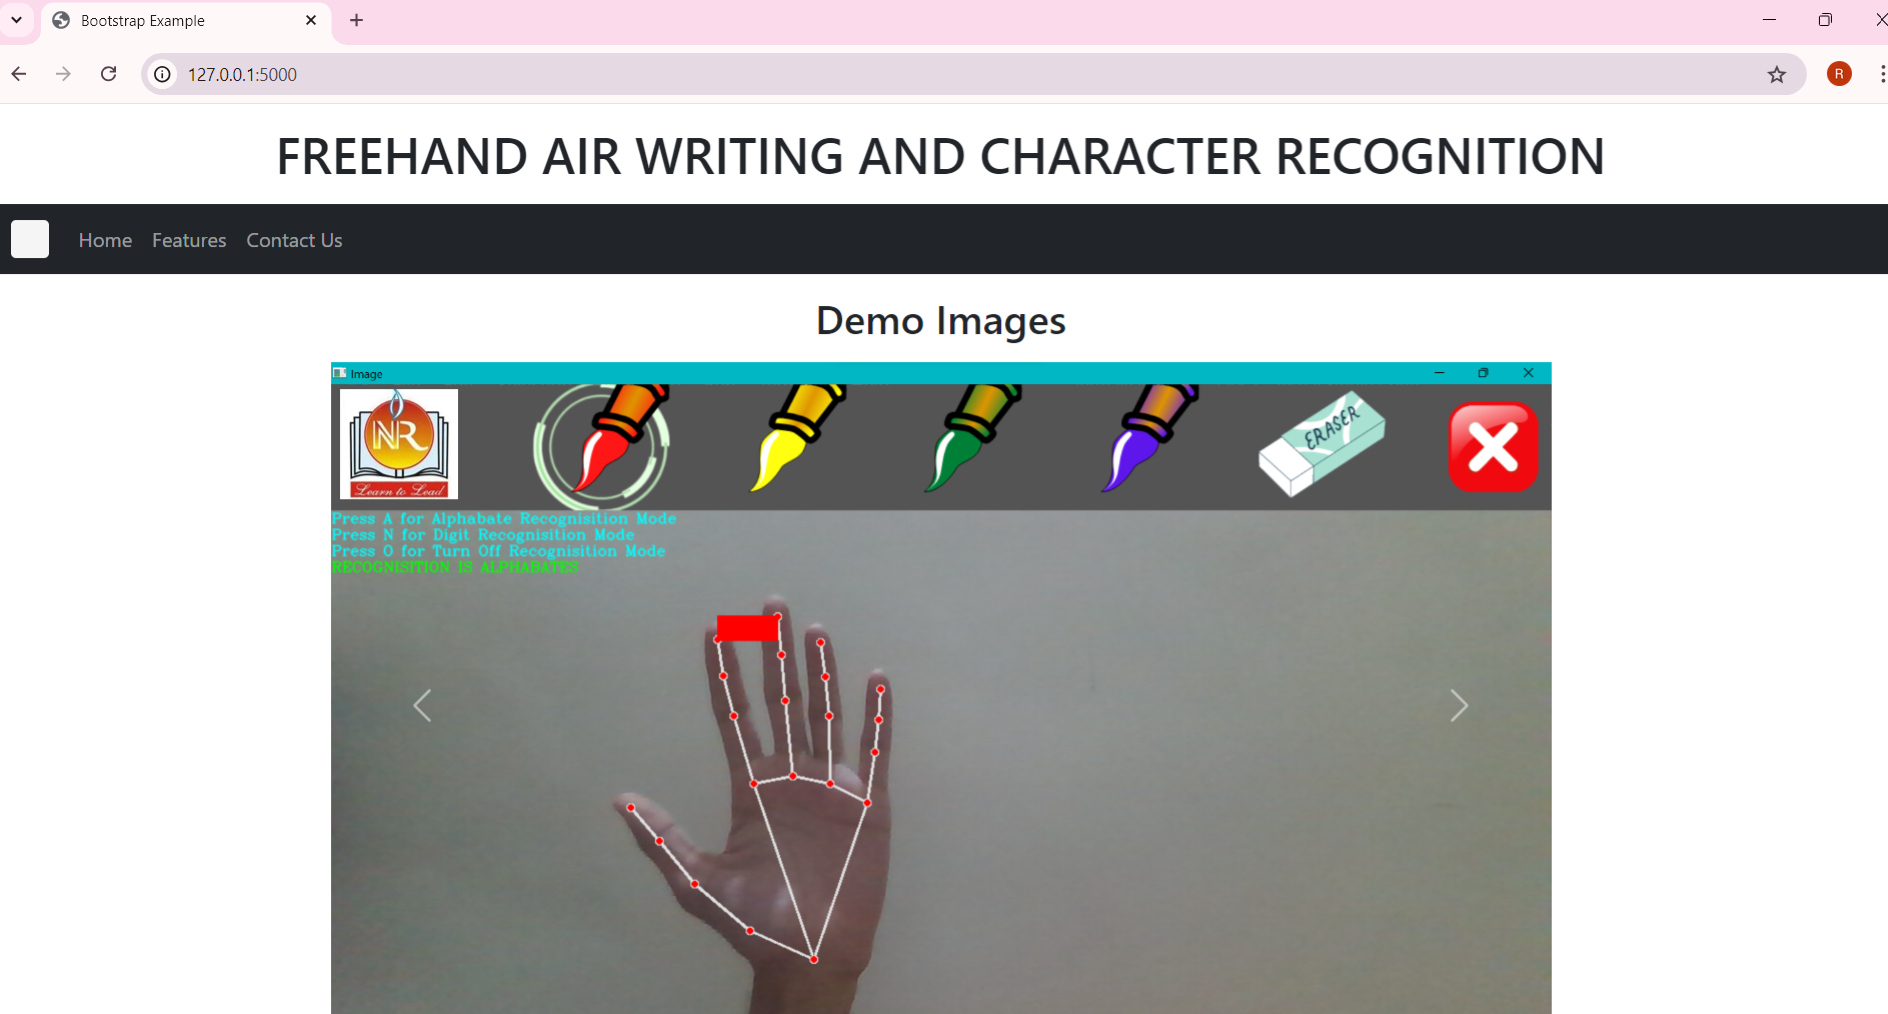 Bootstrap Example
127.0.0.1:5000
R
FREEHAND AIR WRITING AND CHARACTER RECOGNITION
Home Features Contact Us
Demo Images
Image
NR
Learn to Lead
ERASER
Press A for Alphabate Recognisition Mode
Press N for Digit Recognisition Mode
Press O for Turn Off Recognisition Mode
RECOGNISITION IS ALPHABATES